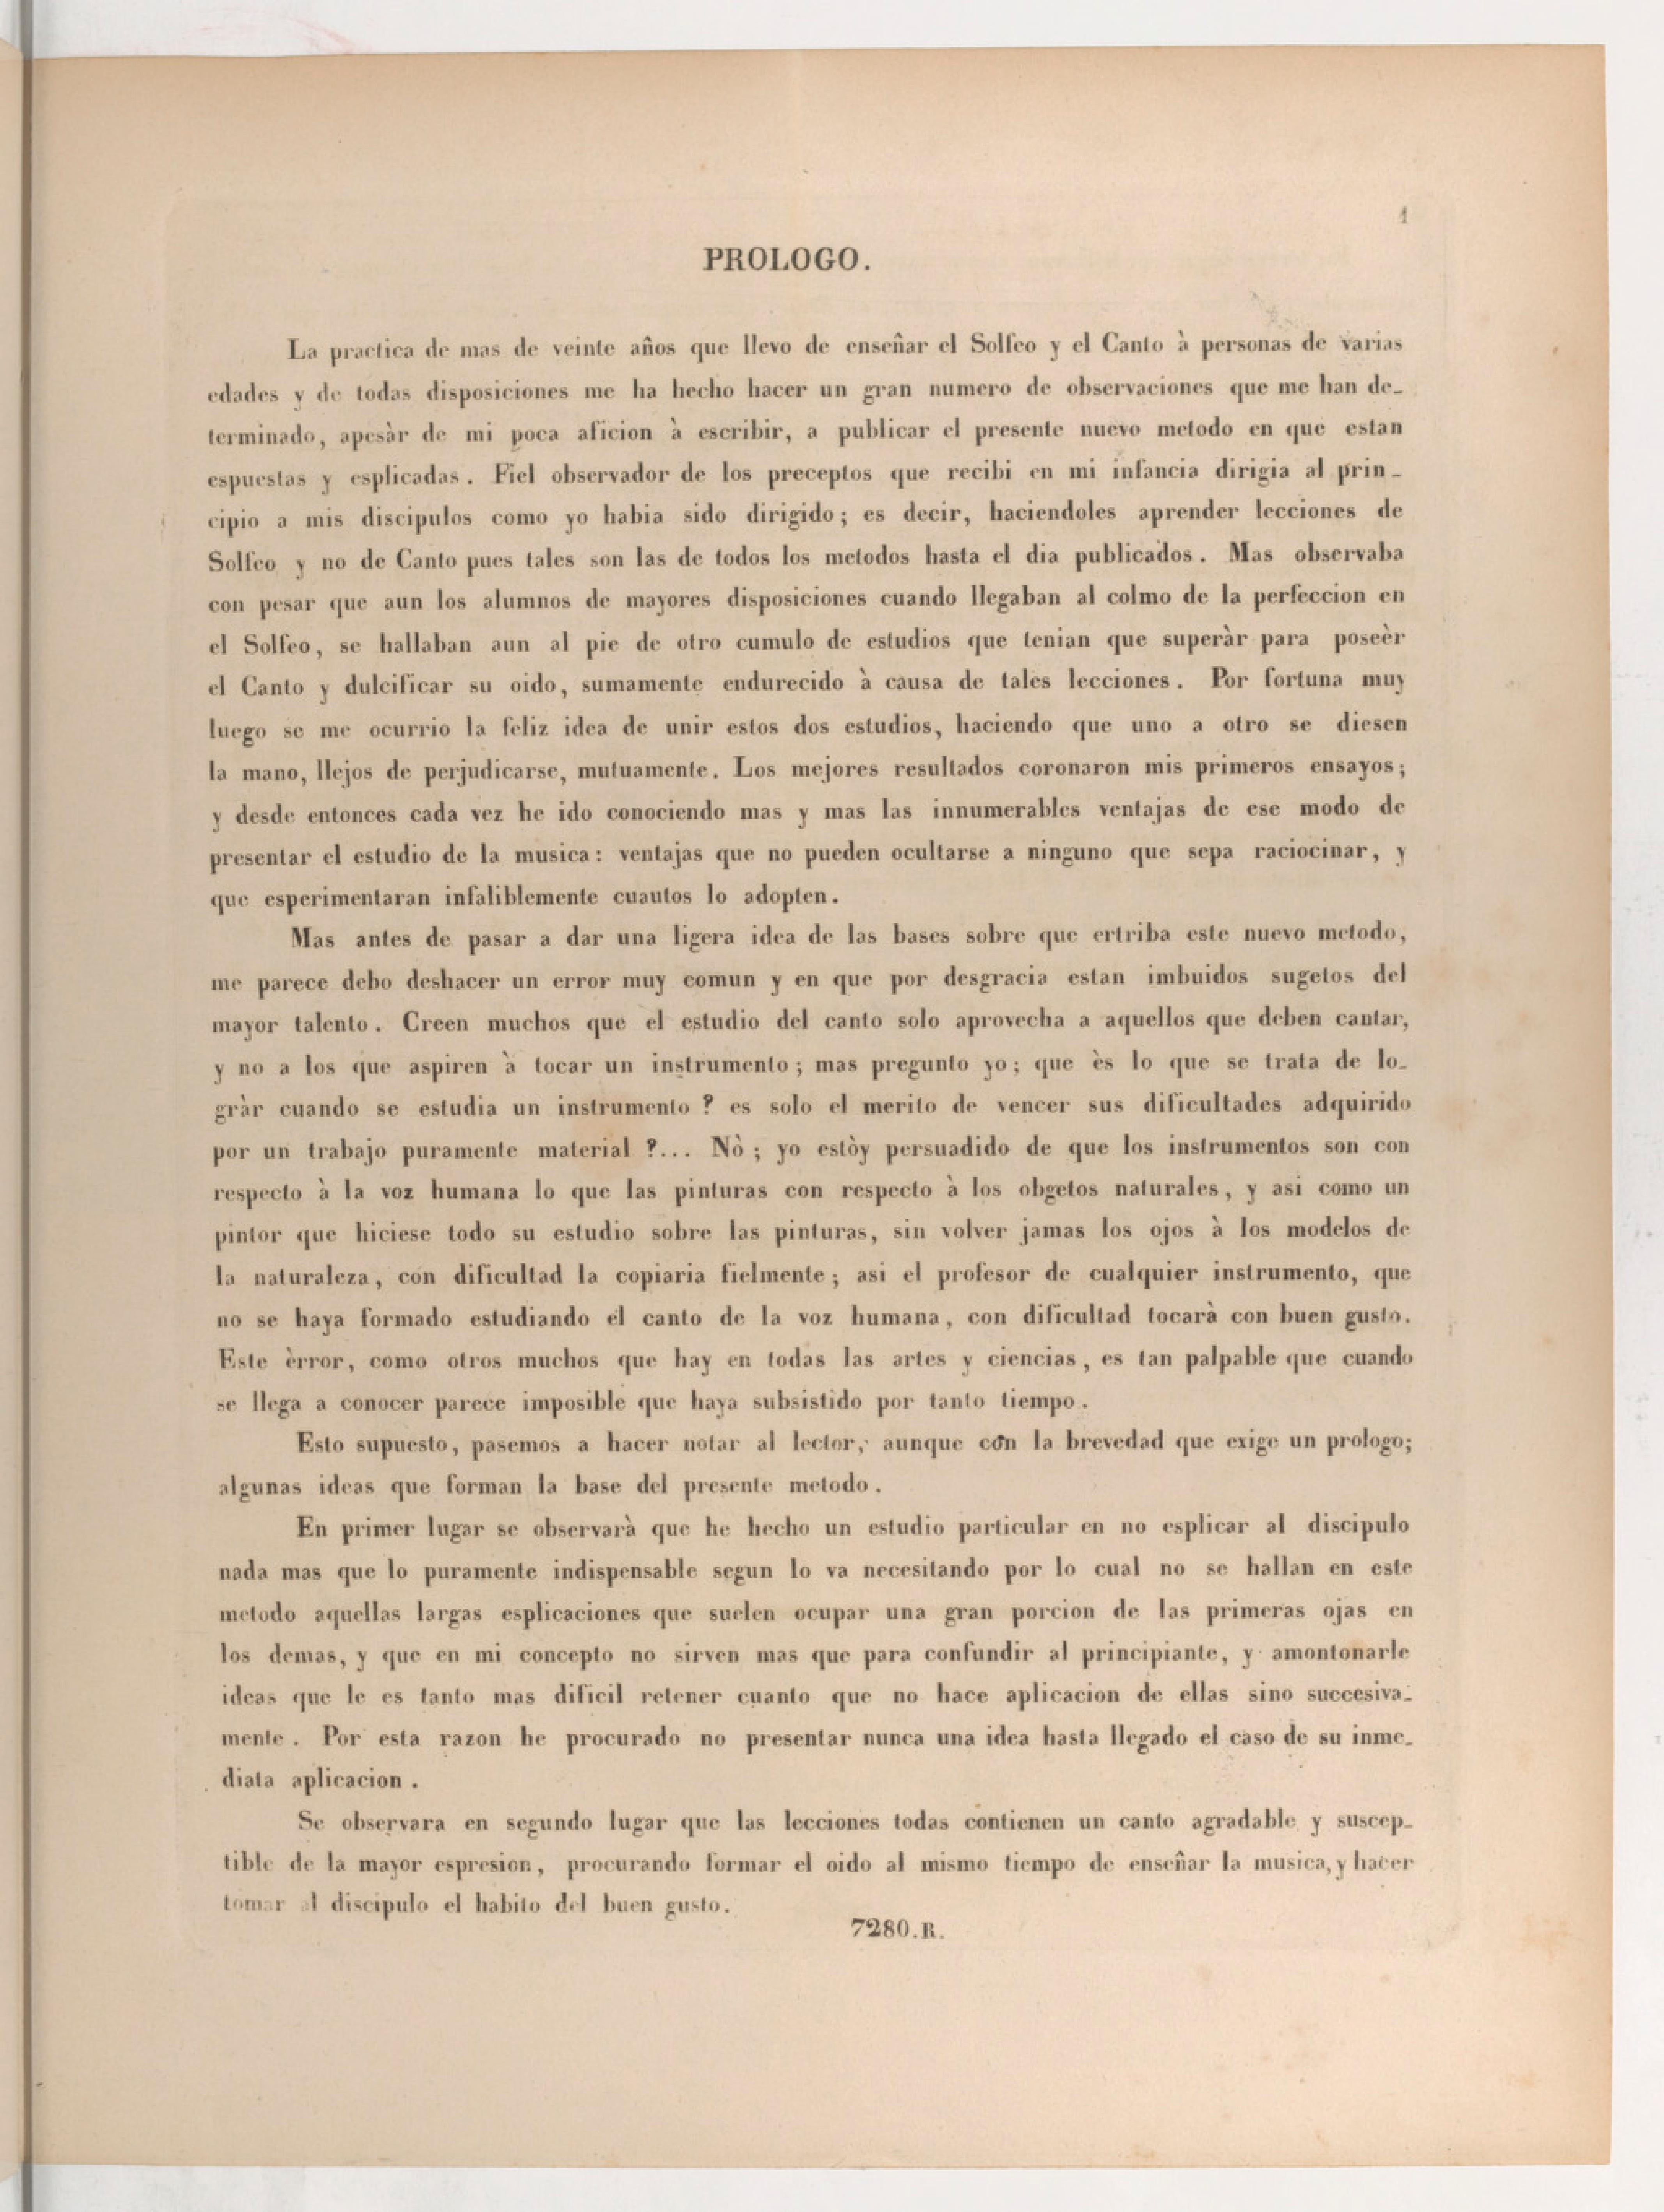 1
PROLOGO.
La practica de mas de veinte años que llevo de enseñar el Solfeo y el Canto à personas de varias
edades y de todas disposiciones me ha hecho hacer un gran numero de observaciones que me han de-
terminado, apesàr de mi poca aficion à escribir, a publicar el presente nuevo metodo en que estan
espuestas y esplicadas. Fiel observador de los preceptos que recibi en mi infancia dirigia al prin-
cipio a mis discipulos como yo habia sido dirigido; es decir, haciendoles aprender lecciones de
Solfeo y no de Canto pues tales son las de todos los metodos hasta el dia publicados. Mas observaba
con pesar que aun los alumnos de mayores disposiciones cuando llegaban al colmo de la perfeccion en
el Solfeo, se hallaban aun al pie de otro cumulo de estudios que tenian que superàr para poseèr
el Canto y dulcificar su oido, sumamente endurecido à causa de tales lecciones. Por fortuna muy
luego se me ocurrio la feliz idea de unir estos dos estudios, haciendo que uno a otro se diesen
la mano, llejos de perjudicarse, mutuamente. Los mejores resultados coronaron mis primeros ensayos;
y desde entonces cada vez he ido conociendo mas y mas las innumerables ventajas de ese modo de
presentar el estudio de la musica: ventajas que no pueden ocultarse a ninguno que sepa raciocinar, y
que esperimentaran infaliblemente cuautos lo adopten.
Mas antes de pasar a dar una ligera idea de las bases sobre que ertriba este nuevo metodo,
me parece debo deshacer un error muy comun y en que por desgracia estan imbuidos sugetos del
mayor talento. Creen muchos que el estudio del canto solo aprovecha a aquellos que deben cantar,
y no a los que aspiren à tocar un instrumento; mas pregunto yo; que ès lo que se trata de lo-
gràr cuando se estudia un instrumento? es solo el merito de vencer sus dificultades adquirido
por un trabajo puramente material?... Nò; yo estòy persuadido de que los instrumentos son con
respecto à la voz humana lo que las pinturas con respecto à los obgetos naturales, y asi como un
pintor que hiciese todo su estudio sobre las pinturas, sin volver jamas los ojos à los modelos de
la naturaleza, con dificultad la copiaria fielmente; asi el profesor de cualquier instrumento, que
no se haya formado estudiando el canto de la voz humana, con dificultad tocarà con buen gusto.
Este èrror, como otros muchos que hay en todas las artes y ciencias, es tan palpable que cuando
se llega a conocer parece imposible que haya subsistido por tanto tiempo.
Esto supuesto, pasemos a hacer notar al lector, aunque con la brevedad que exige un prologo;
algunas ideas que forman la base del presente metodo.
En primer lugar se observarà que he hecho un estudio particular en no esplicar al discipulo
nada mas que lo puramente indispensable segun lo va necesitando por lo cual no se hallan en este
metodo aquellas largas esplicaciones que suelen ocupar una gran porcion de las primeras ojas en
los demas, y que en mi concepto no sirven mas que para confundir al principiante, y amontonarle
ideas que le es tanto mas dificil retener cuanto que no hace aplicacion de ellas sino succesiva-
mente. Por esta razon he procurado no presentar nunca una idea hasta llegado el caso de su inme-
diata aplicacion.
Se observara en segundo lugar que las lecciones todas contienen un canto agradable y suscep-
tible de la mayor espresion, procurando formar el oido al mismo tiempo de enseñar la musica, y hacer
tomar al discipulo el habito del buen gusto.
7280.R.